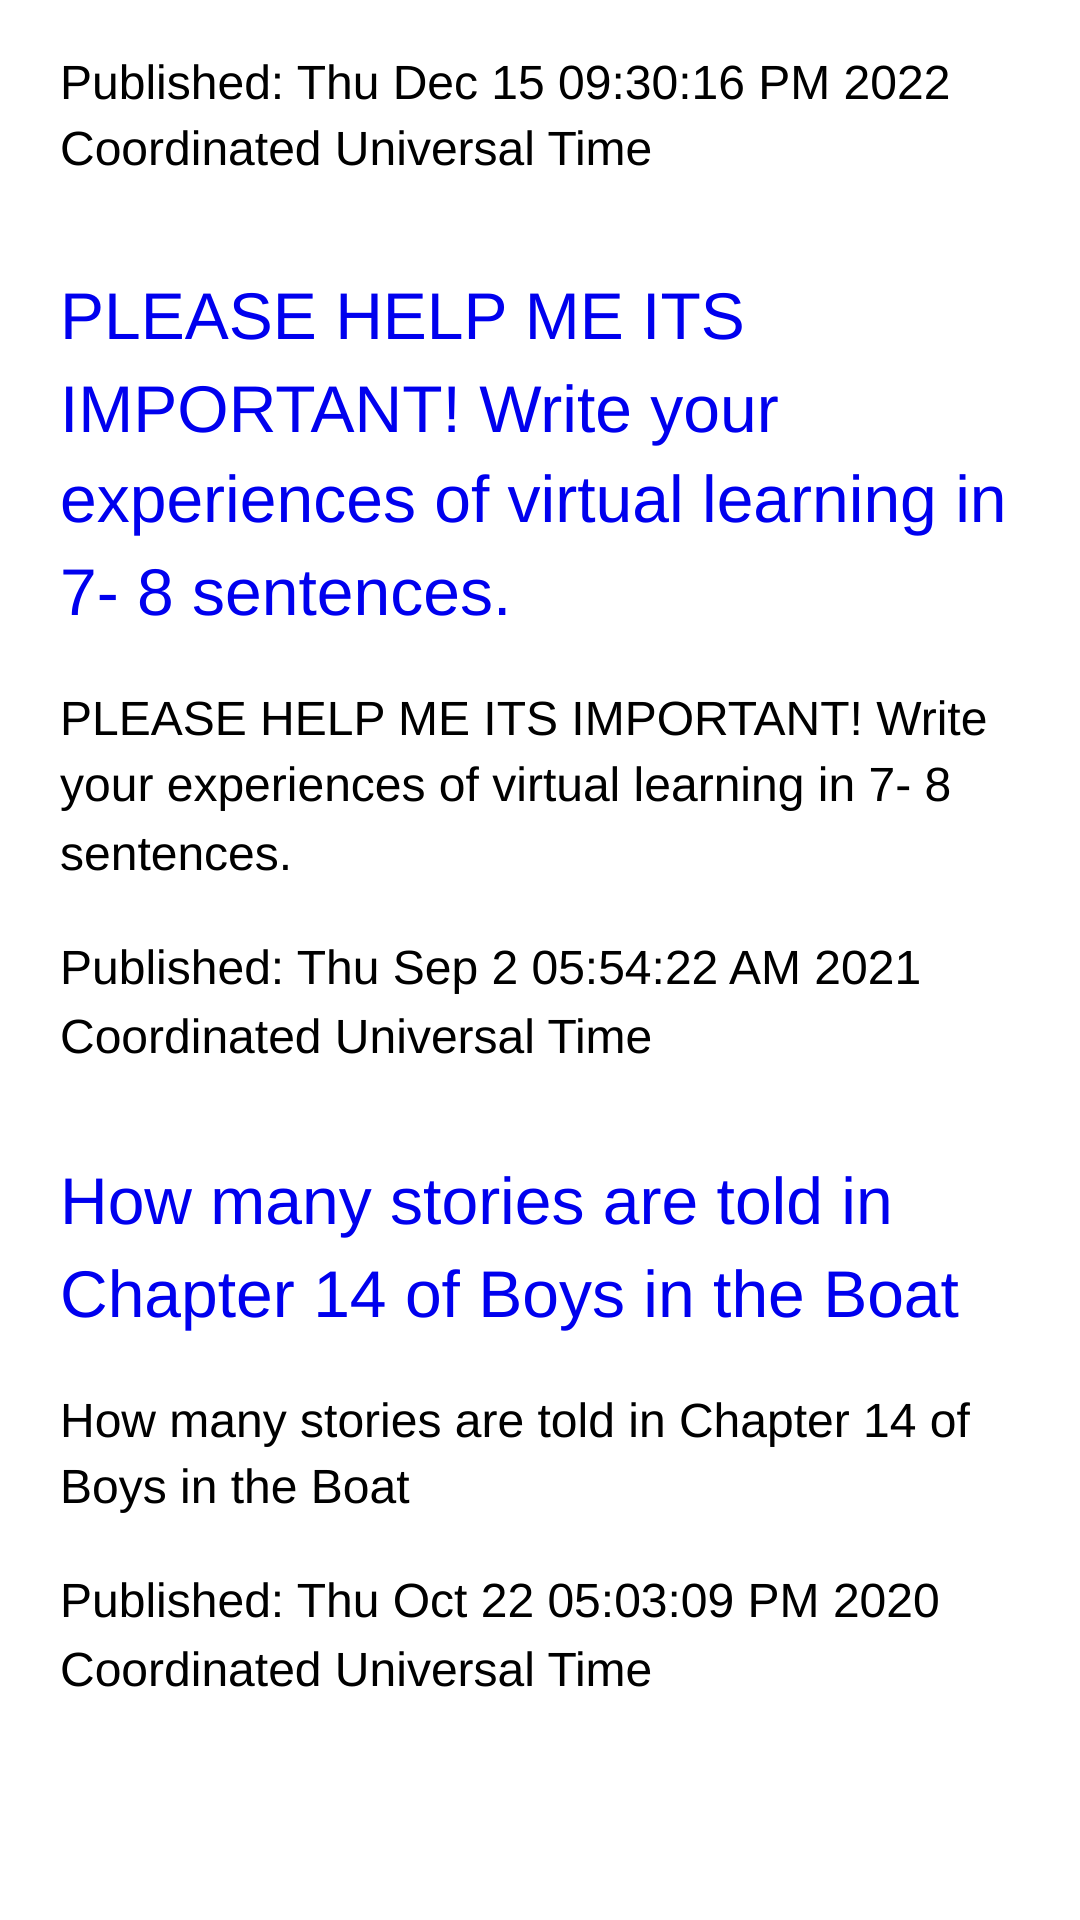 Published: Thu Dec 15 09:30:16 PM 2022
Coordinated Universal Time
PLEASE HELP ME ITS
IMPORTANT! Write your
experiences of virtual learning in
7- 8 sentences.
PLEASE HELP ME ITS IMPORTANT! Write
your experiences of virtual learning in 7- 8
sentences.
Published: Thu Sep 2 05:54:22 AM 2021
Coordinated Universal Time
How many stories are told in
Chapter 14 of Boys in the Boat
How many stories are told in Chapter 14 of
Boys in the Boat
Published: Thu Oct 22 05:03:09 PM 2020
Coordinated Universal Time